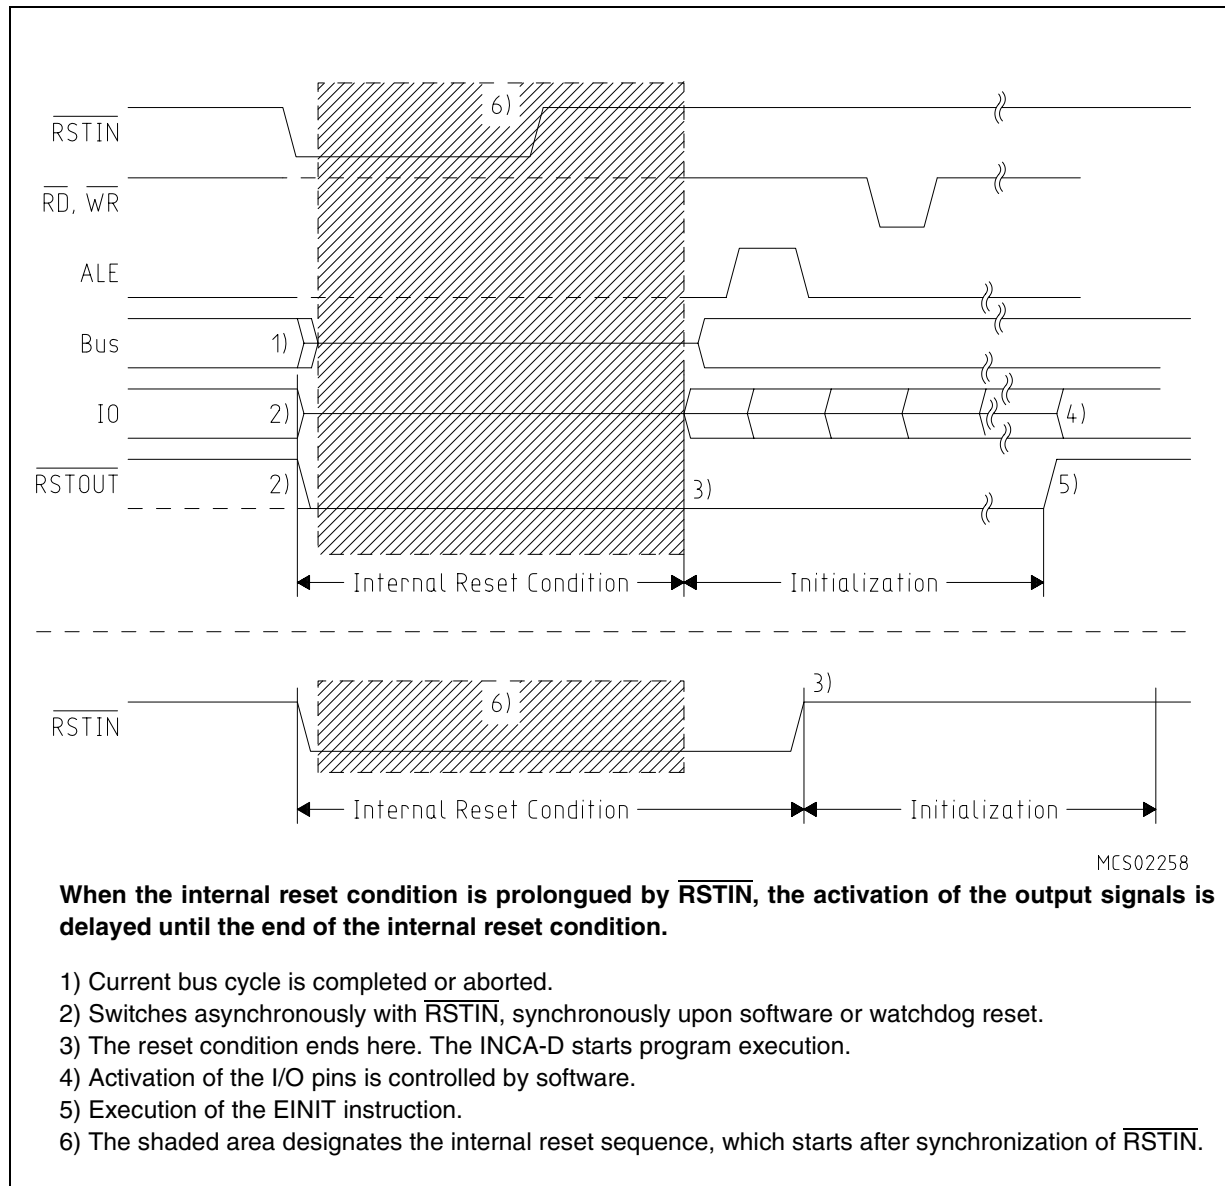 6)
RSTIN
RD, WR
ALE
Bus 1)
IO 2) 4)
RSTOUT 2) 3) 5)
Internal Reset Condition Initialization
6) 3)
RSTIN
Internal Reset Condition Initialization
MCS02258
When the internal reset condition is prolongued by RSTIN, the activation of the output signals is
delayed until the end of the internal reset condition.
1) Current bus cycle is completed or aborted.
2) Switches asynchronously with RSTIN, synchronously upon software or watchdog reset.
3) The reset condition ends here. The INCA-D starts program execution.
4) Activation of the I/O pins is controlled by software.
5) Execution of the EINIT instruction.
6) The shaded area designates the internal reset sequence, which starts after synchronization of RSTIN.